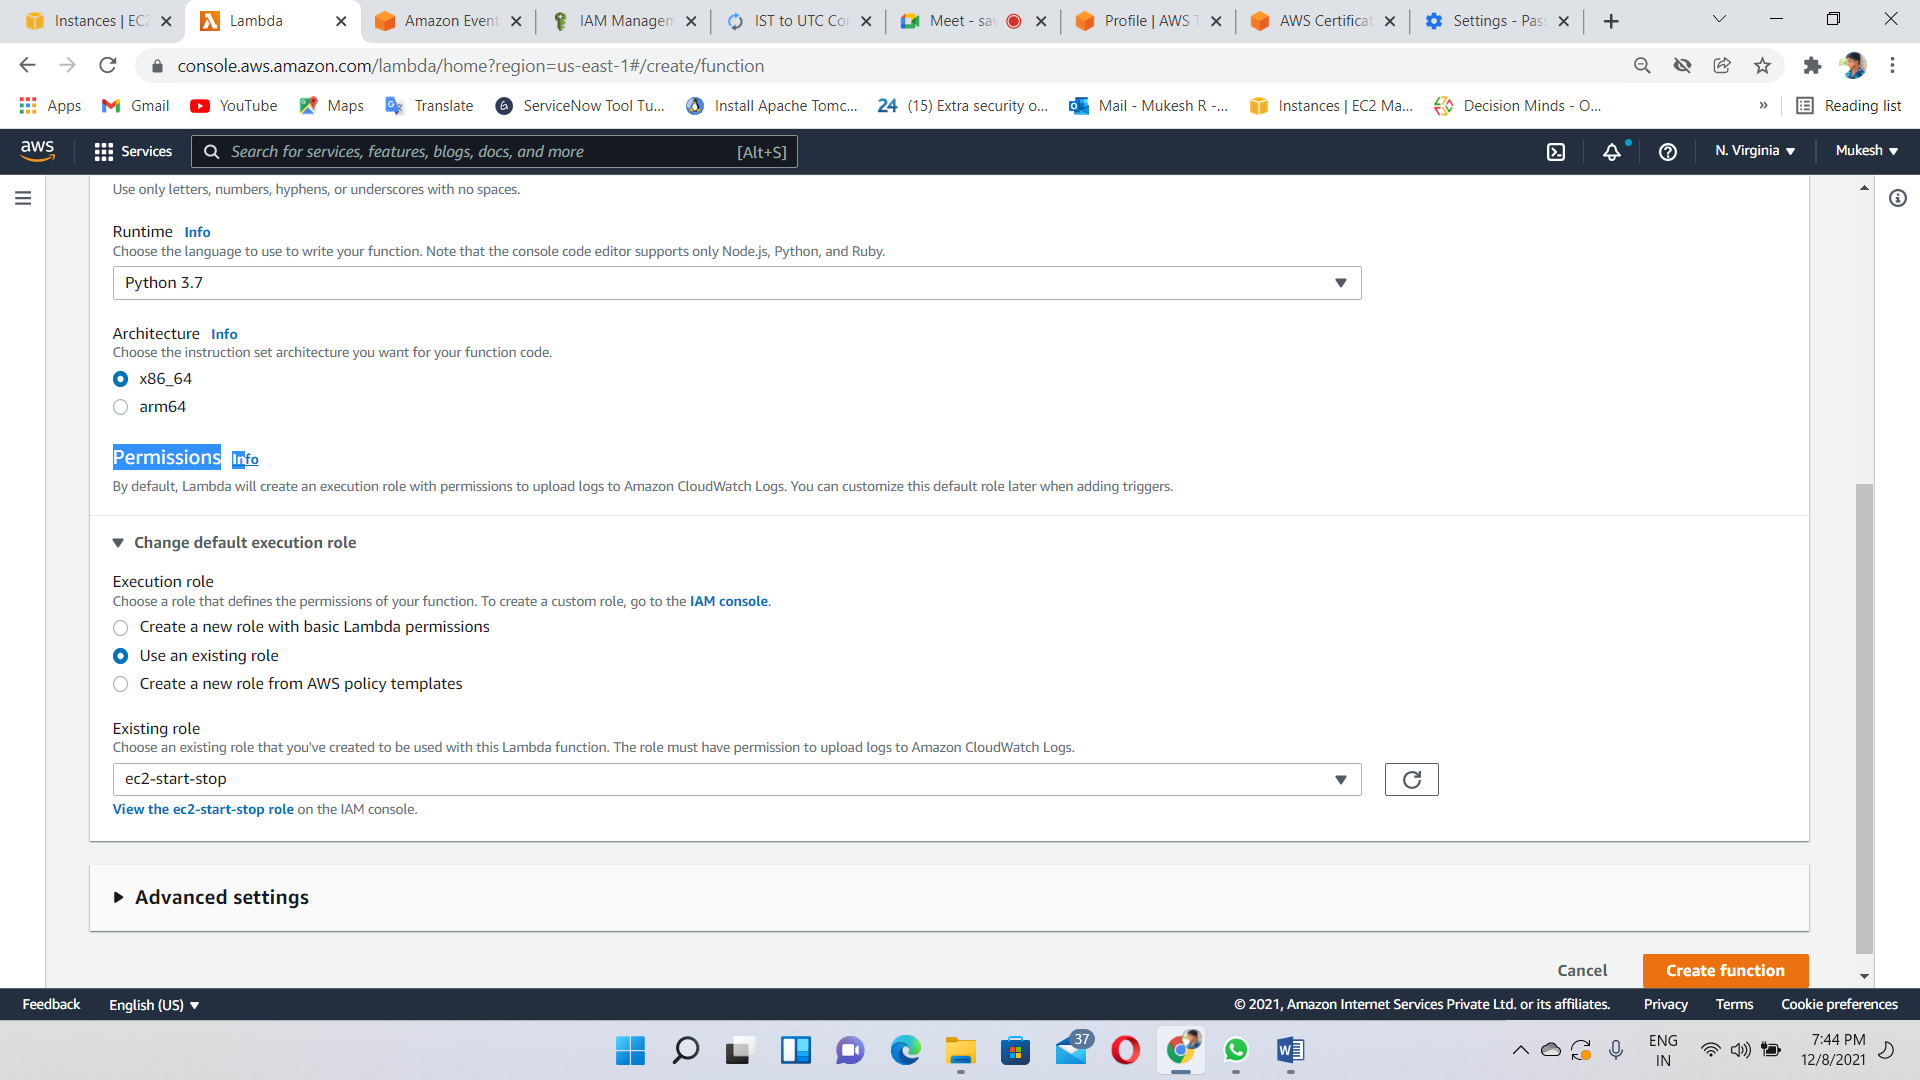 Instances | EC2
Lambda
Amazon Event
IAM Managem
IST to UTC Con
Meet - sav
Profile | AWS T
AWS Certificat
Settings - Pass
console.aws.amazon.com/lambda/home?region=us-east-1#/create/function
Apps
Gmail
YouTube
Maps
Translate
ServiceNow Tool Tu...
Install Apache Tomc...
24 (15) Extra security o...
Mail - Mukesh R -...
Instances | EC2 Ma...
Decision Minds - O...
»
Reading list
aws
Services
Search for services, features, blogs, docs, and more
[Alt+S]
N. Virginia
Mukesh
Use only letters, numbers, hyphens, or underscores with no spaces.
Runtime Info
Choose the language to use to write your function. Note that the console code editor supports only Node.js, Python, and Ruby.
Python 3.7
Architecture Info
Choose the instruction set architecture you want for your function code.
x86_64
arm64
Permissions Info
By default, Lambda will create an execution role with permissions to upload logs to Amazon CloudWatch Logs. You can customize this default role later when adding triggers.
Change default execution role
Execution role
Choose a role that defines the permissions of your function. To create a custom role, go to the IAM console.
Create a new role with basic Lambda permissions
Use an existing role
Create a new role from AWS policy templates
Existing role
Choose an existing role that you've created to be used with this Lambda function. The role must have permission to upload logs to Amazon CloudWatch Logs.
ec2-start-stop
View the ec2-start-stop role on the IAM console.
Advanced settings
Cancel
Create function
Feedback
English (US)
© 2021, Amazon Internet Services Private Ltd. or its affiliates.
Privacy
Terms
Cookie preferences
37
ENG
IN
7:44 PM
12/8/2021